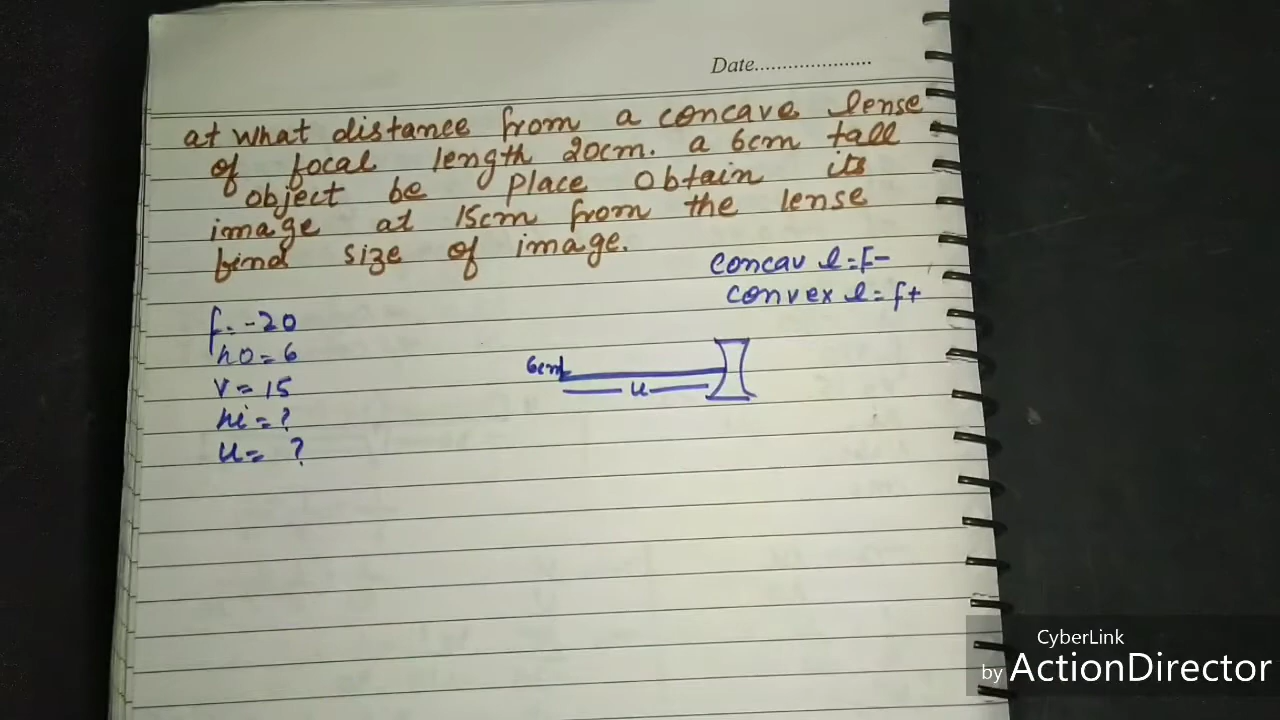 Date....................
at what distance from a concave lense
of focal length 20cm. a 6cm tall
object be place obtain its
image at 15cm from the lense
find size of image.
concav l = F-
convex l = f+
f. -20
ho = 6
v = 15
hi = ?
u = ?
6cm
u
CyberLink
by ActionDirector